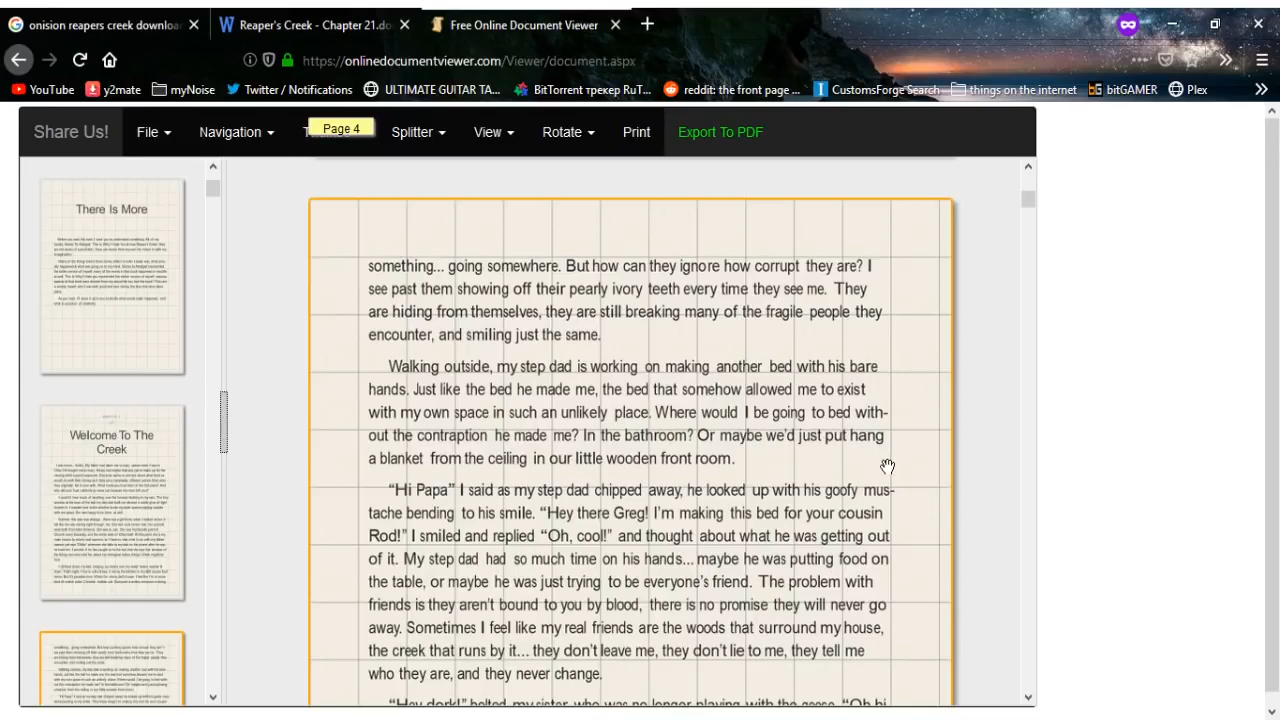 onision reapers creek downloa
Reaper's Creek - Chapter 21.do
Free Online Document Viewer
https://onlinedocumentviewer.com/Viewer/document.aspx
YouTube
y2mate
myNoise
Twitter / Notifications
ULTIMATE GUITAR TA...
BitTorrent трекер RuT...
reddit: the front page ...
CustomsForge Search
things on the internet
bitGAMER
Plex
Share Us!
File
Navigation
Page 4
Splitter
View
Rotate
Print
Export To PDF
There Is More
Welcome To The
Creek
something... going somewhere. But how can they ignore how corrupt they are? I
see past them showing off their pearly ivory teeth every time they see me. They
are hiding from themselves, they are still breaking many of the fragile people they
encounter, and smiling just the same.
Walking outside, my step dad is working on making another bed with his bare
hands. Just like the bed he made me, the bed that somehow allowed me to exist
with my own space in such an unlikely place. Where would I be going to bed with-
out the contraption he made me? In the bathroom? Or maybe we'd just put hang
a blanket from the ceiling in our little wooden front room.
“Hi Papa” I said as my step dad chipped away, he looked up with his goofy mus-
tache bending to his smile. “Hey there Greg! I'm making this bed for your cousin
Rod!” I smiled and replied “Oh, cool!” and thought about what he was getting out
of it. My step dad had so much time on his hands... maybe he was putting food on
the table, or maybe he was just trying to be everyone's friend. The problem with
friends is they aren't bound to you by blood, there is no promise they will never go
away. Sometimes I feel like my real friends are the woods that surround my house,
the creek that runs by it... they don't leave me, they don't lie to me, they tell me
who they are, and they never change.
“Hey dork!” belted my sister, who was no longer playing with the geese. “Oh hi